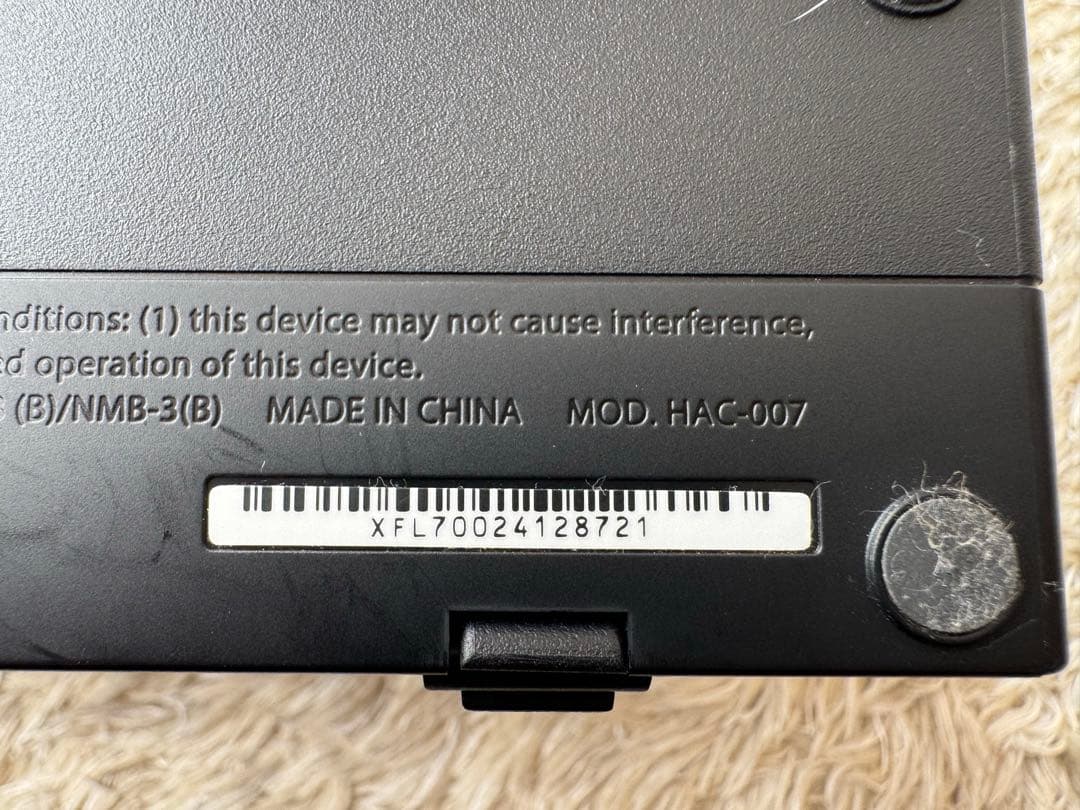 nditions: (1) this device may not cause interference,
ed operation of this device.
(B)/NMB-3(B) MADE IN CHINA MOD. HAC-007
XFL70024128721